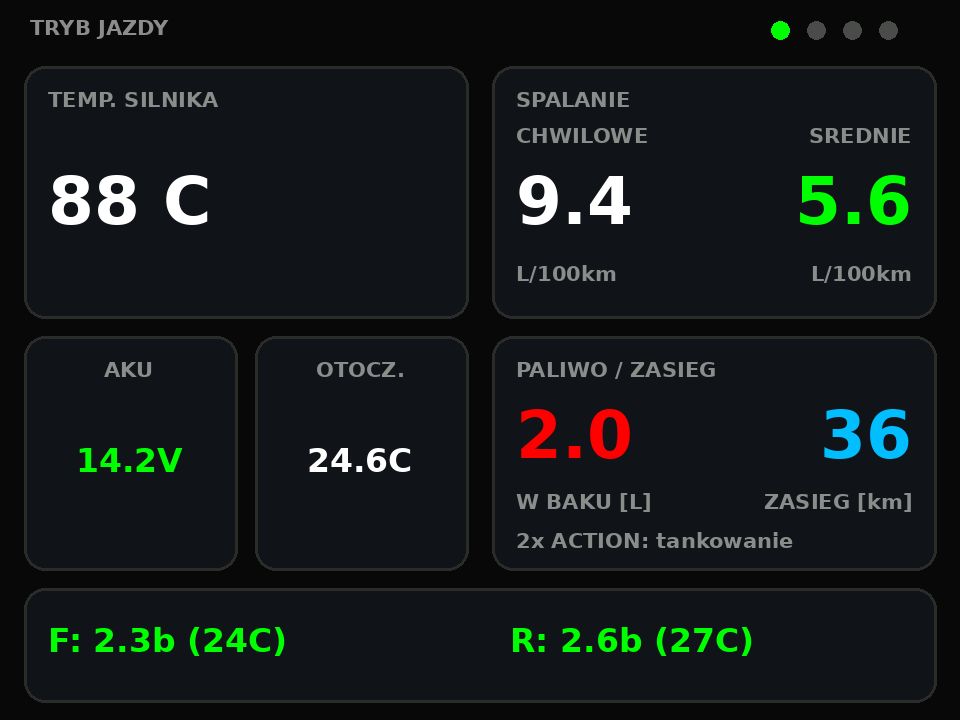 TRYB JAZDY
TEMP. SILNIKA
88 C
SPALANIE
CHWILOWE SREDNIE
9.4 5.6
L/100km L/100km
AKU
14.2V
OTOCZ.
24.6C
PALIWO / ZASIEG
2.0 36
W BAKU [L] ZASIEG [km]
2x ACTION: tankowanie
F: 2.3b (24C) R: 2.6b (27C)